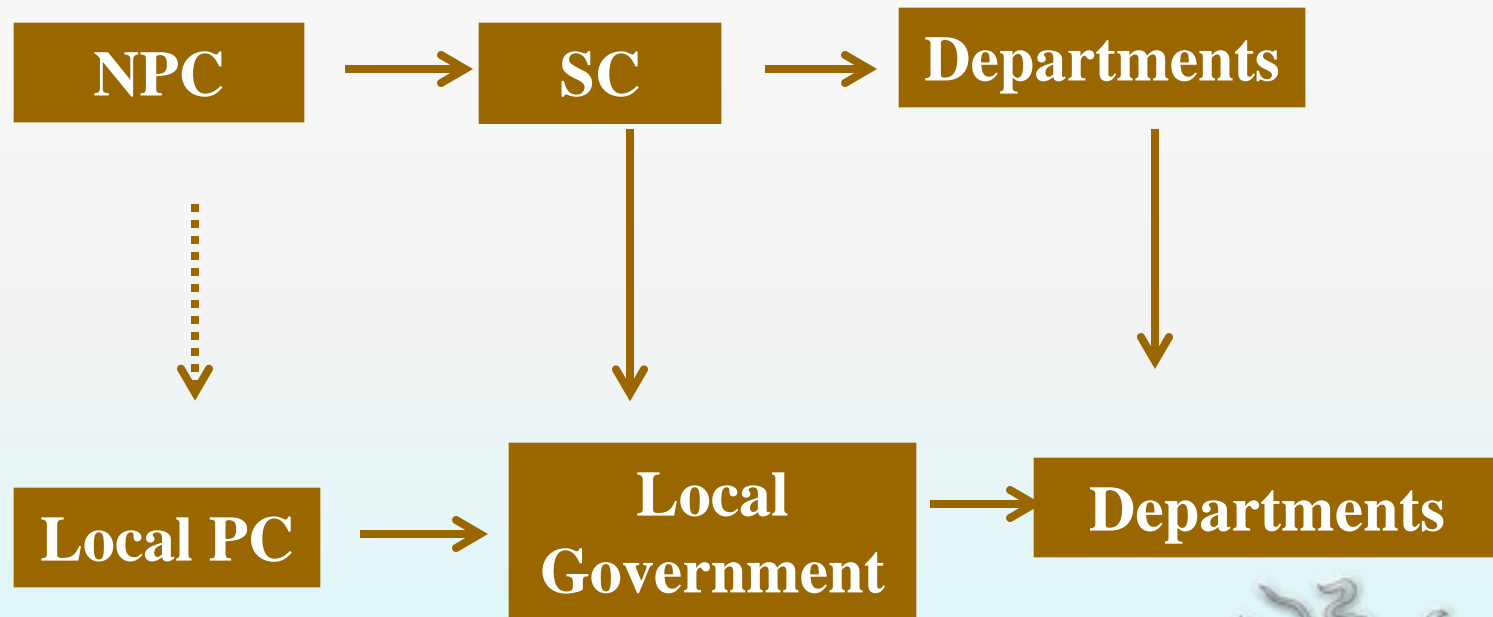 NPC
SC
Departments
Local PC
Local
Government
Departments